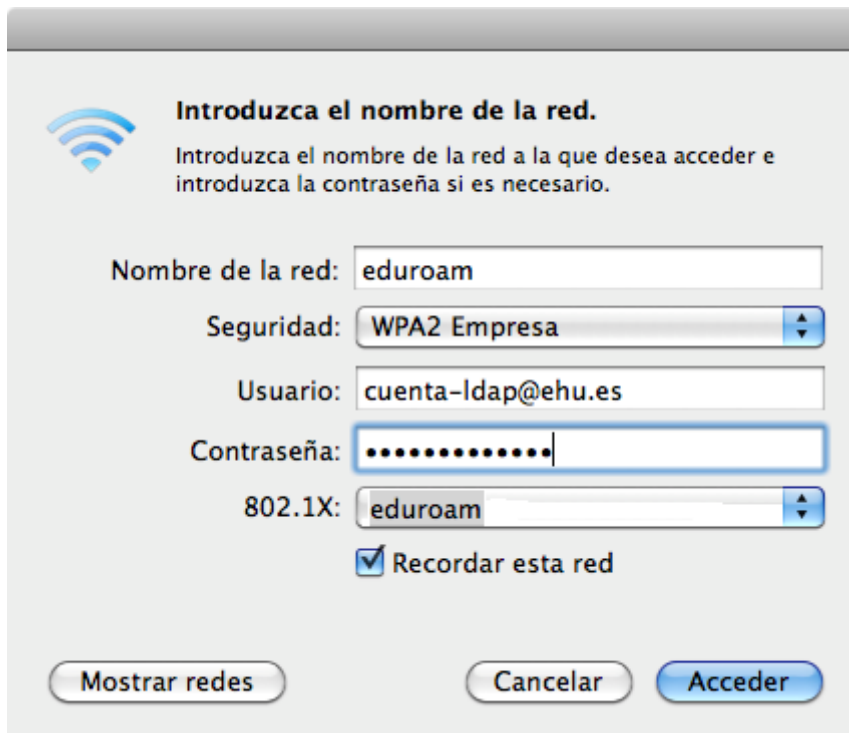 Introduzca el nombre de la red.
Introduzca el nombre de la red a la que desea acceder e
introduzca la contraseña si es necesario.
Nombre de la red: eduroam
Seguridad: WPA2 Empresa
Usuario: cuenta-ldap@ehu.es
Contraseña: •••••••••••••
802.1X: eduroam
Recordar esta red
Mostrar redes Cancelar Acceder